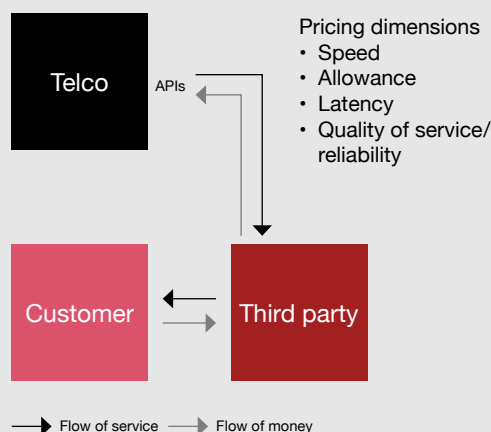 Pricing dimensions
• Speed
• Allowance
• Latency
• Quality of service/
reliability
Telco
APIs
Customer
Third party
Flow of service
Flow of money